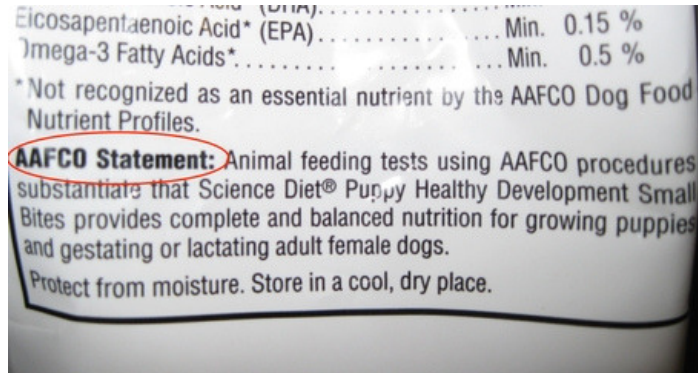 (DHA).
Eicosapentaenoic Acid* (EPA)................... Min. 0.15 %
Omega-3 Fatty Acids*............................ Min. 0.5 %
*Not recognized as an essential nutrient by the AAFCO Dog Food
Nutrient Profiles.
AAFCO Statement: Animal feeding tests using AAFCO procedures
substantiate that Science Diet® Puppy Healthy Development Small
Bites provides complete and balanced nutrition for growing puppies
and gestating or lactating adult female dogs.
Protect from moisture. Store in a cool, dry place.